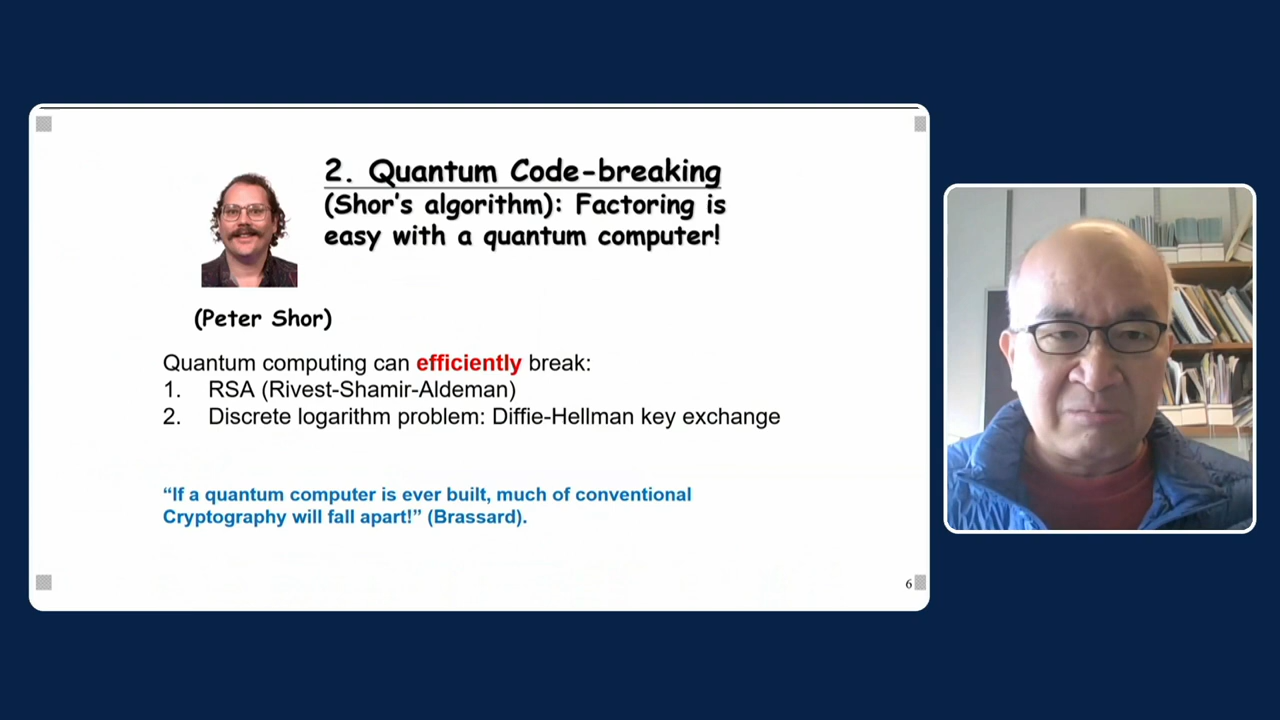 2. Quantum Code-breaking
(Shor's algorithm): Factoring is
easy with a quantum computer!
(Peter Shor)
Quantum computing can efficiently break:
1. RSA (Rivest-Shamir-Aldeman)
2. Discrete logarithm problem: Diffie-Hellman key exchange
“If a quantum computer is ever built, much of conventional
Cryptography will fall apart!” (Brassard).
6